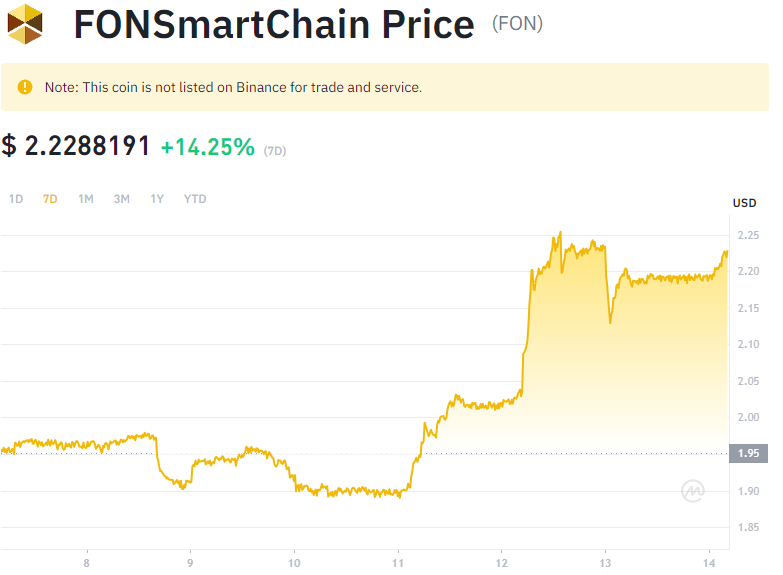 FONSmartChain Price (FON)
Note: This coin is not listed on Binance for trade and service.
$ 2.2288191 +14.25% (7D)
1D 7D 1M 3M 1Y YTD
USD
2.25
2.20
2.15
2.10
2.05
2.00
1.95
1.90
1.85
8 9 10 11 12 13 14